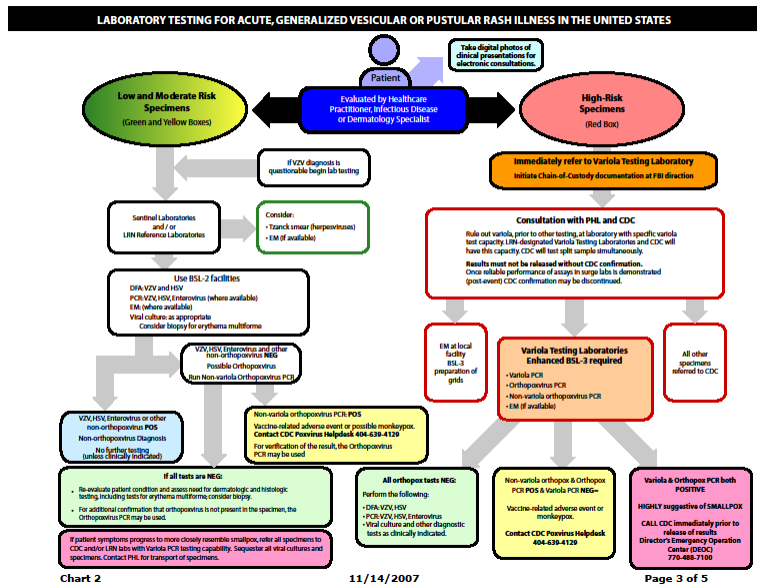 LABORATORY TESTING FOR ACUTE, GENERALIZED VESICULAR OR PUSTULAR RASH ILLNESS IN THE UNITED STATES
Take digital photos of
clinical presentations for
electronic consultations.
Patient
Low and Moderate Risk
Specimens
(Green and Yellow Boxes)
Evaluated by Healthcare
Practitioner, Infectious Disease
or Dermatology Specialist
High-Risk
Specimens
(Red Box)
If VZV diagnosis is
questionable begin lab testing
Immediately refer to Variola Testing Laboratory
Initiate Chain-of-Custody documentation at FBI direction
Sentinel Laboratories
and / or
LRN Reference Laboratories
Consider:
• Tzanck smear (herpesviruses)
• EM (if available)
Consultation with PHL and CDC
Rule out variola, prior to other testing, at laboratory with specific variola
test capacity. LRN-designated Variola Testing Laboratories and CDC will
have this capacity. CDC will test split sample simultaneously.
Results must not be released without CDC confirmation.
Once reliable performance of assays in surge labs is demonstrated
(post-event) CDC confirmation may be discontinued.
Use BSL-2 facilities
DFA: VZV and HSV
PCR: VZV, HSV, Enterovirus (where available)
EM: (where available)
Viral culture: as appropriate
Consider biopsy for erythema multiforme
VZV, HSV, Enterovirus and other
non-orthopoxvirus NEG
Possible Orthopoxvirus
Run Non-variola Orthopoxvirus PCR
EM at local
facility
BSL-3
preparation of
grids
Variola Testing Laboratories
Enhanced BSL-3 required
• Variola PCR
• Orthopoxvirus PCR
• Non-variola orthopoxvirus PCR
• EM (if available)
All other
specimens
referred to CDC
VZV, HSV, Enterovirus or other
non-orthopoxvirus POS
Non-orthopoxvirus Diagnosis
No further testing
(unless clinically indicated)
Non-variola orthopoxvirus PCR: POS
Vaccine-related adverse event or possible monkeypox.
Contact CDC Poxvirus Helpdesk 404-639-4129
For verification of the result, the Orthopoxvirus
PCR may be used
If all tests are NEG:
• Re-evaluate patient condition and assess need for dermatologic and histologic
testing, including tests for erythema multiforme; consider biopsy.
• For additional confirmation that orthopoxvirus is not present in the specimen, the
Orthopoxvirus PCR may be used.
All orthopox tests NEG:
Perform the following:
• DFA: VZV, HSV
• PCR: VZV, HSV, Enterovirus
• Viral culture and other diagnostic
tests as clinically indicated.
Non-variola orthopox & Orthopox
PCR POS & Variola PCR NEG=
Vaccine-related adverse event or
monkeypox.
Contact CDC Poxvirus Helpdesk
404-639-4129
Variola & Orthopox PCR both
POSITIVE
HIGHLY suggestive of SMALLPOX
CALL CDC immediately prior to
release of results
Director's Emergency Operation
Center (DEOC)
770-488-7100
If patient symptoms progress to more closely resemble smallpox, refer all specimens to
CDC and/or LRN labs with Variola PCR testing capability. Sequester all viral cultures and
specimens. Contact PHL for transport of specimens.
Chart 2
11/14/2007
Page 3 of 5